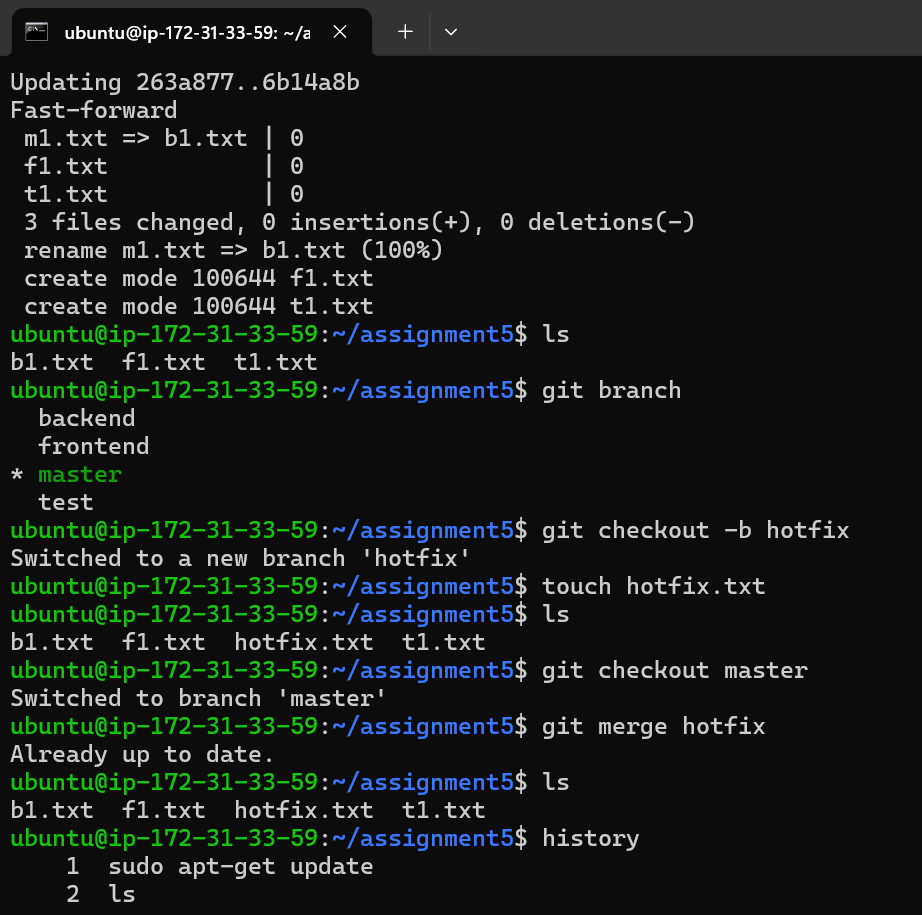 ubuntu@ip-172-31-33-59: ~/a
Updating 263a877..6b14a8b
Fast-forward
 m1.txt => b1.txt | 0
 f1.txt           | 0
 t1.txt           | 0
 3 files changed, 0 insertions(+), 0 deletions(-)
 rename m1.txt => b1.txt (100%)
 create mode 100644 f1.txt
 create mode 100644 t1.txt
ubuntu@ip-172-31-33-59:~/assignment5$ ls
b1.txt  f1.txt  t1.txt
ubuntu@ip-172-31-33-59:~/assignment5$ git branch
  backend
  frontend
* master
  test
ubuntu@ip-172-31-33-59:~/assignment5$ git checkout -b hotfix
Switched to a new branch 'hotfix'
ubuntu@ip-172-31-33-59:~/assignment5$ touch hotfix.txt
ubuntu@ip-172-31-33-59:~/assignment5$ ls
b1.txt  f1.txt  hotfix.txt  t1.txt
ubuntu@ip-172-31-33-59:~/assignment5$ git checkout master
Switched to branch 'master'
ubuntu@ip-172-31-33-59:~/assignment5$ git merge hotfix
Already up to date.
ubuntu@ip-172-31-33-59:~/assignment5$ ls
b1.txt  f1.txt  hotfix.txt  t1.txt
ubuntu@ip-172-31-33-59:~/assignment5$ history
    1  sudo apt-get update
    2  ls